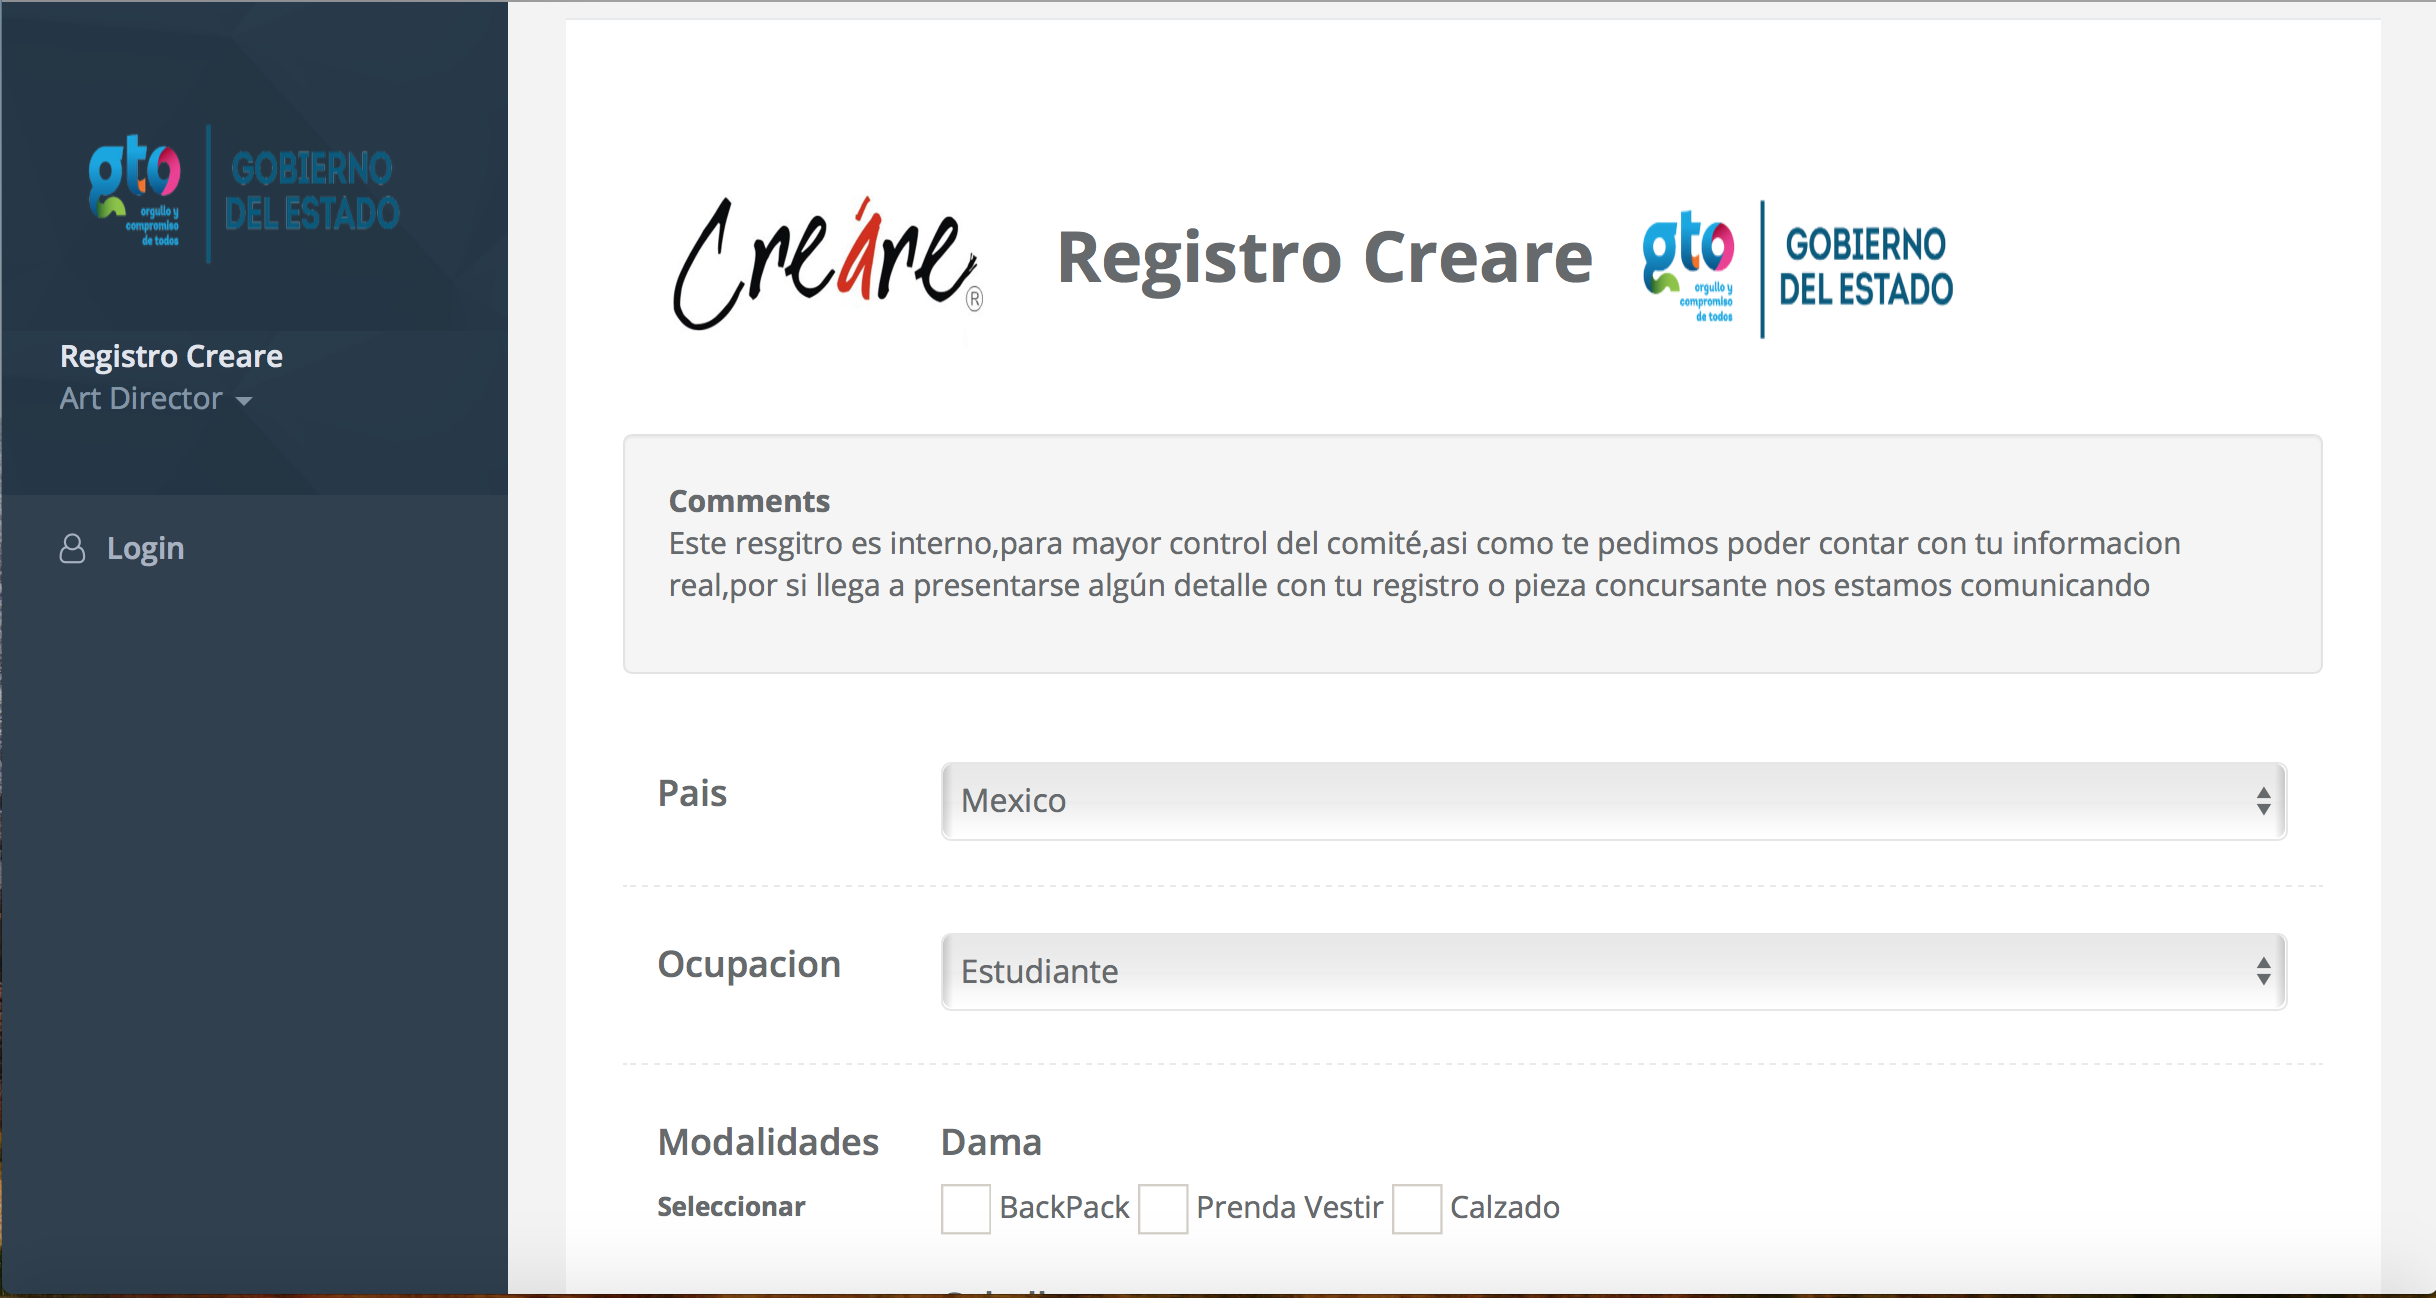 gto
orgullo y
compromiso
de todos
GOBIERNO
DEL ESTADO
Registro Creare
Art Director
Login
Creáre®
Registro Creare
gto
orgullo y
compromiso
de todos
GOBIERNO
DEL ESTADO
Comments
Este resgitro es interno,para mayor control del comité,asi como te pedimos poder contar con tu informacion
real,por si llega a presentarse algún detalle con tu registro o pieza concursante nos estamos comunicando
Pais
Mexico
Ocupacion
Estudiante
Modalidades
Dama
Seleccionar
BackPack Prenda Vestir Calzado